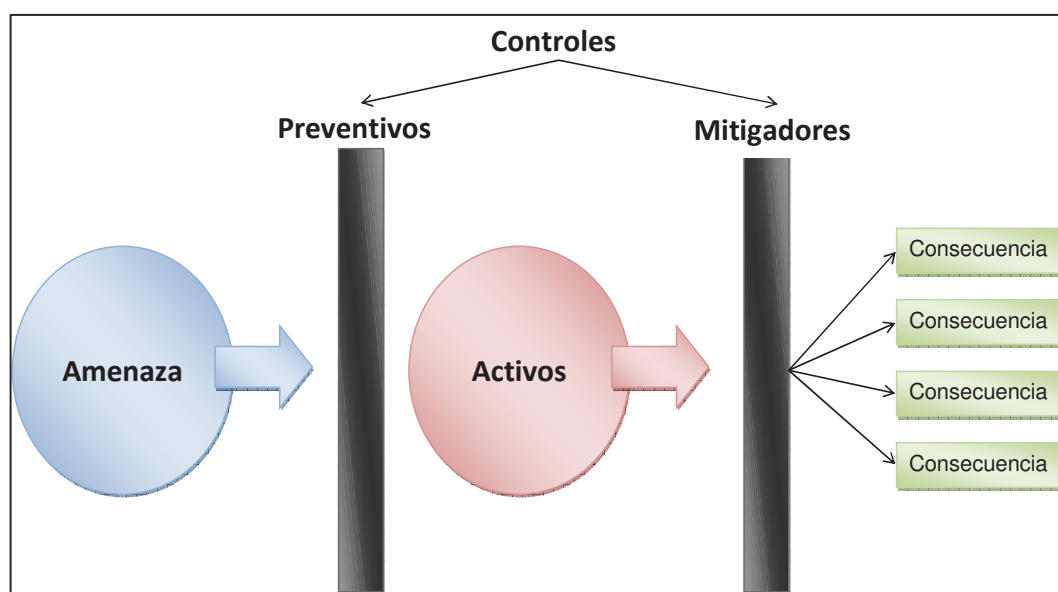 Controles
Preventivos
Mitigadores
Amenaza
Activos
Consecuencia
Consecuencia
Consecuencia
Consecuencia